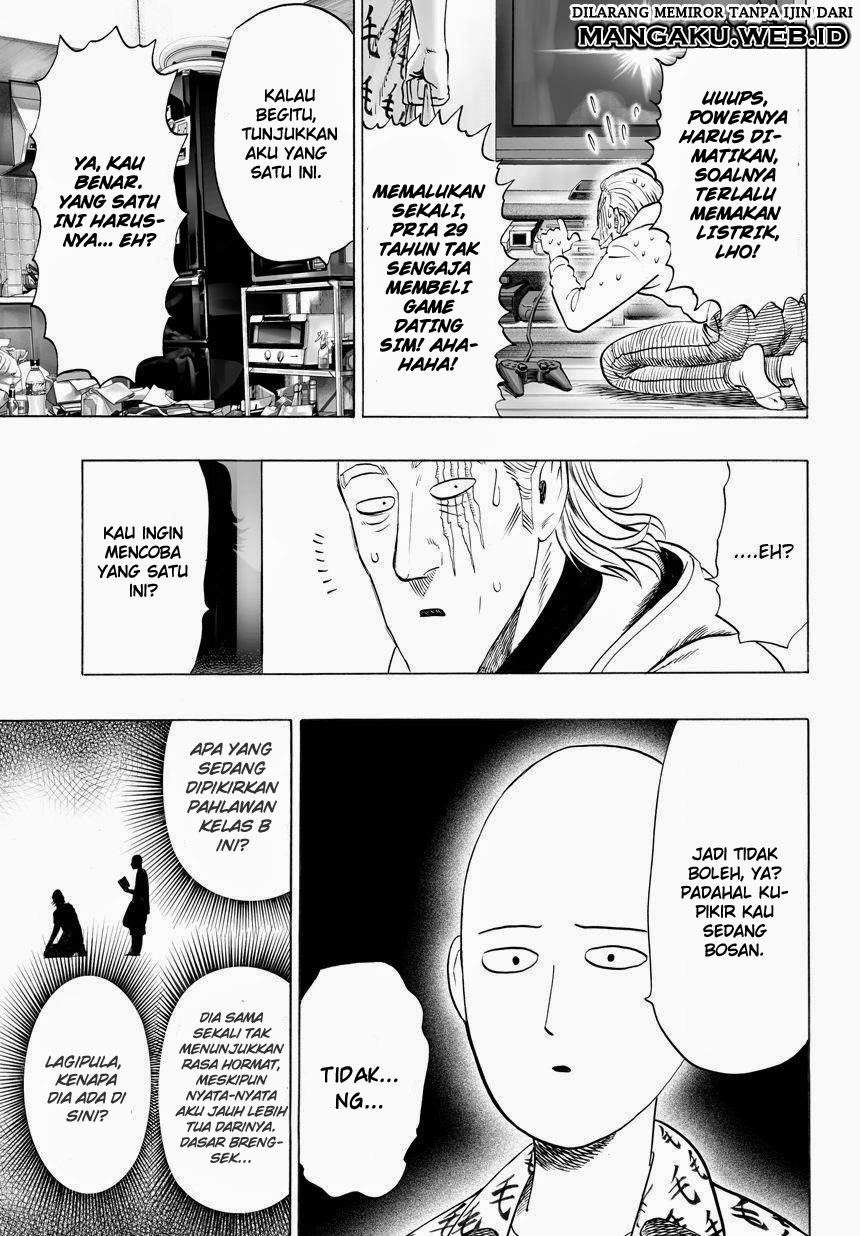 DILARANG MEMIROR TANPA IJIN DARI
MANGAKU.WEB.ID
UUUPS,
POWERNYA
HARUS DI-
MATIKAN,
SOALNYA
TERLALU
MEMAKAN
LISTRIK,
LHO!
MEMALUKAN
SEKALI,
PRIA 29
TAHUN TAK
SENGAJA
MEMBELI
GAME
DATING
SIM! AHA-
HAHA!
KALAU
BEGITU,
TUNJUKKAN
AKU YANG
SATU INI.
YA, KAU
BENAR.
YANG SATU
INI HARUS-
NYA... EH?
....EH?
KAU INGIN
MENCOBA
YANG SATU
INI?
JADI TIDAK
BOLEH, YA?
PADAHAL KU-
PIKIR KAU
SEDANG
BOSAN.
TIDAK...
NG...
APA YANG
SEDANG
DIPIKIRKAN
PAHLAWAN
KELAS B
INI?
DIA SAMA
SEKALI TAK
MENUNJUKKAN
RASA HORMAT,
MESKIPUN
NYATA-NYATA
AKU JAUH LEBIH
TUA DARINYA.
DASAR BRENG-
SEK...
LAGIPULA,
KENAPA
DIA ADA DI
SINI?
毛
毛
毛
毛